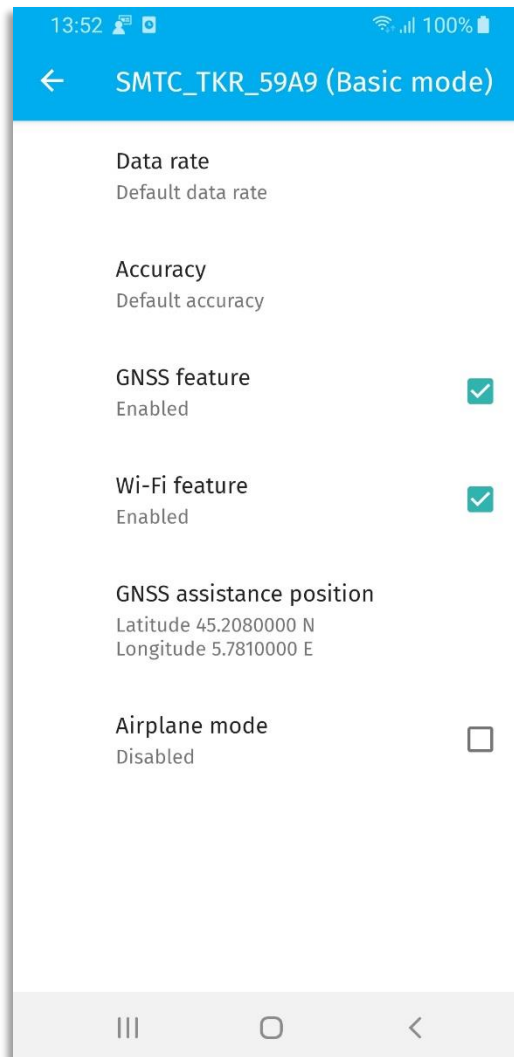 13:52 100%
SMTC_TKR_59A9 (Basic mode)
Data rate
Default data rate
Accuracy
Default accuracy
GNSS feature
Enabled
Wi-Fi feature
Enabled
GNSS assistance position
Latitude 45.2080000 N
Longitude 5.7810000 E
Airplane mode
Disabled